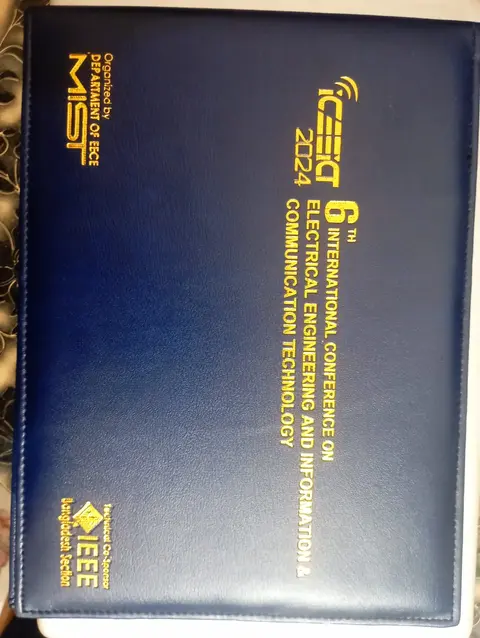 iCEEiCT
2024
6TH
INTERNATIONAL CONFERENCE ON
ELECTRICAL ENGINEERING AND INFORMATION &
COMMUNICATION TECHNOLOGY
Organized by
DEPARTMENT OF EECE
MIST
Technical Co-Sponsor
IEEE
Bangladesh Section